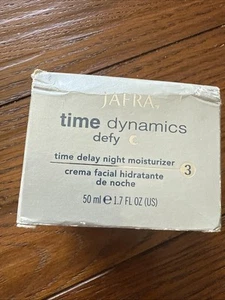 JAFRA.
time dynamics
defy
time delay night moisturizer
3
crema facial hidratante
de noche
50 ml ℮ 1.7 FL OZ (US)